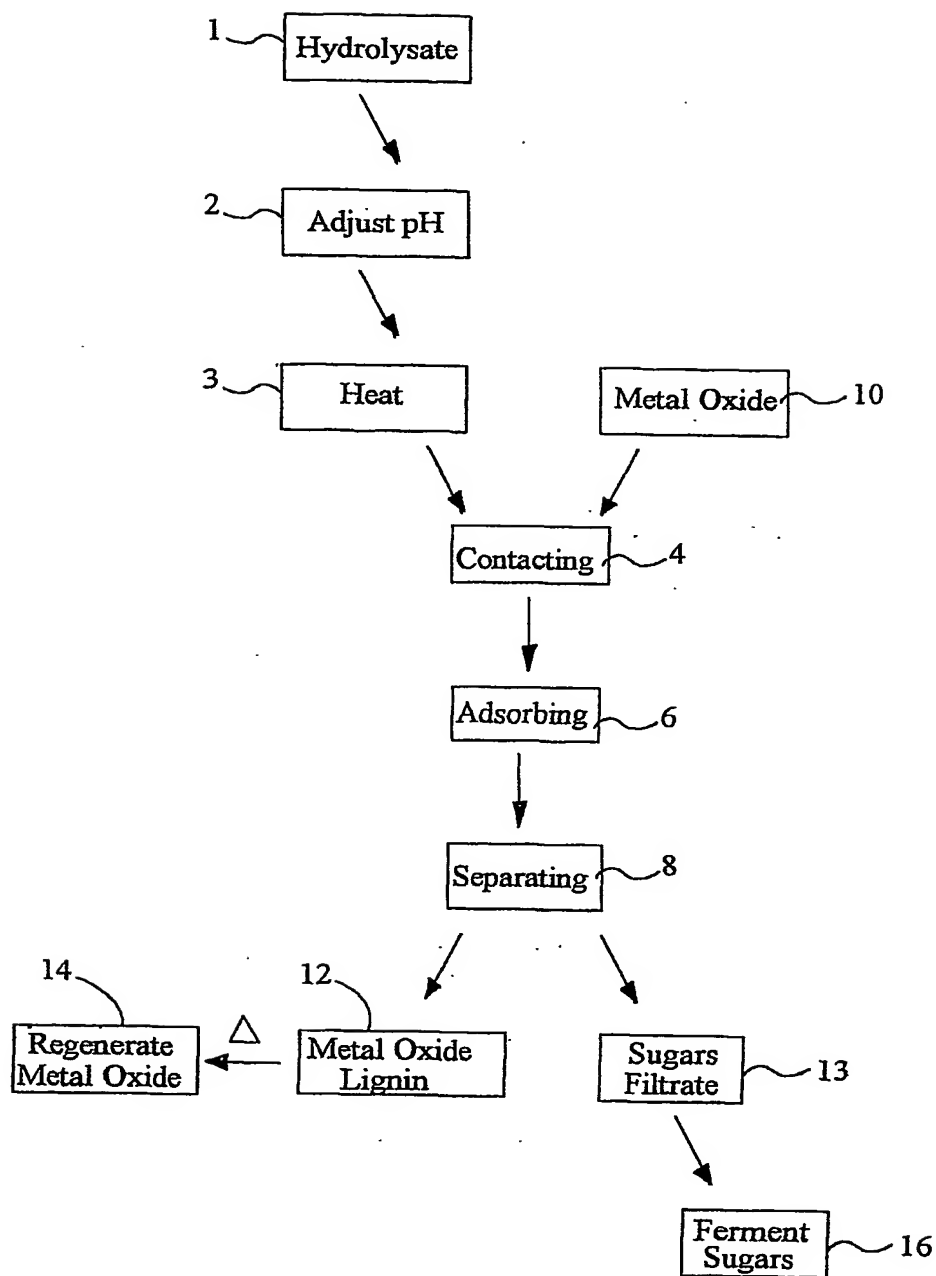 1
Hydrolysate
2
Adjust pH
3
Heat
Metal Oxide
10
Contacting
4
Adsorbing
6
Separating
8
14
Regenerate
Metal Oxide
△
12
Metal Oxide
Lignin
Sugars
Filtrate
13
Ferment
Sugars
16